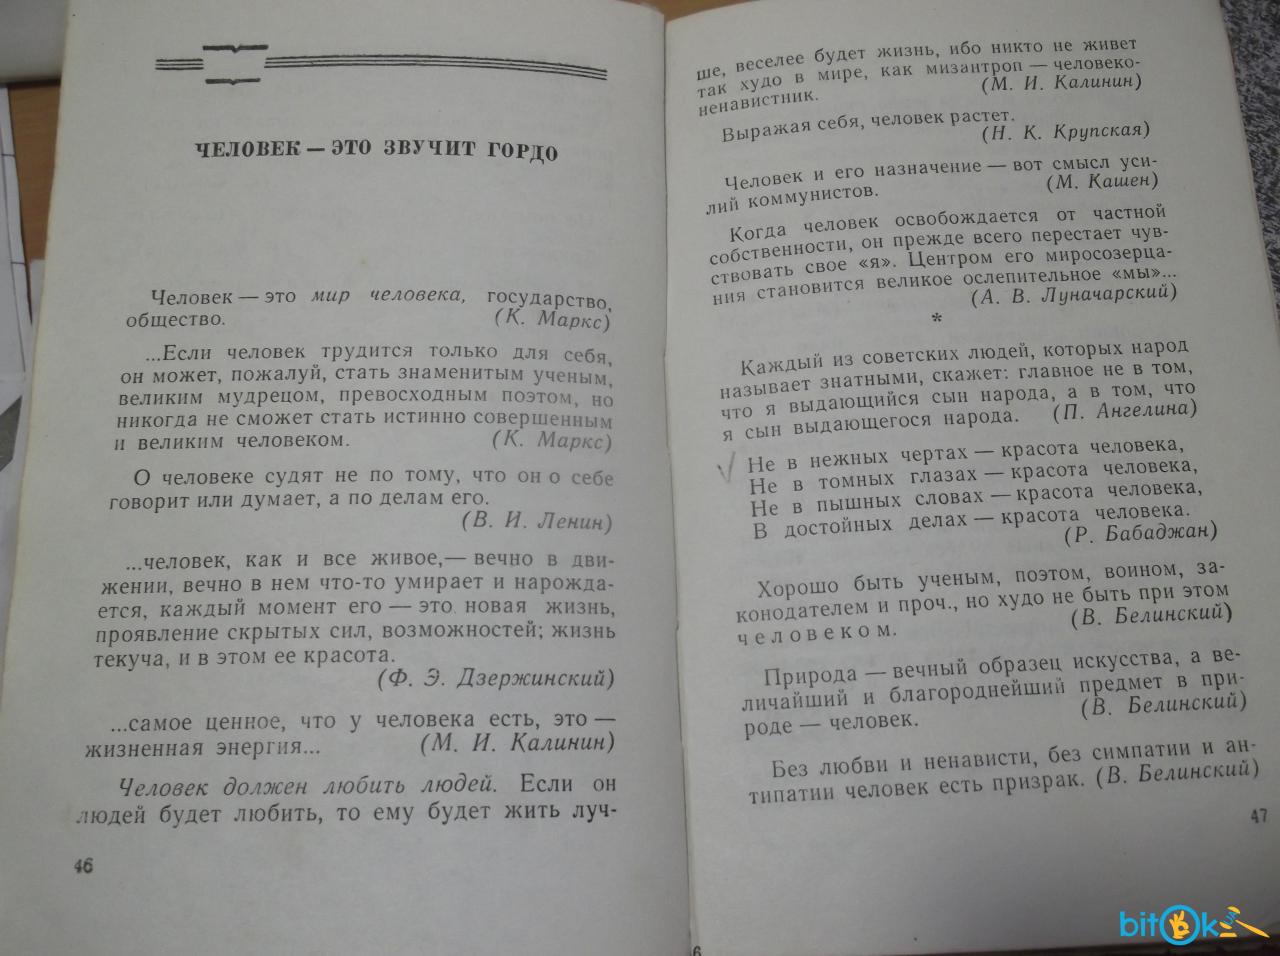 ЧЕЛОВЕК — ЭТО ЗВУЧИТ ГОРДО
Человек — это мир человека, государство,
общество. (К. Маркс)
...Если человек трудится только для себя,
он может, пожалуй, стать знаменитым ученым,
великим мудрецом, превосходным поэтом, но
никогда не сможет стать истинно совершенным
и великим человеком. (К. Маркс)
О человеке судят не по тому, что он о себе
говорит или думает, а по делам его.
(В. И. Ленин)
...человек, как и все живое,— вечно в дви-
жении, вечно в нем что-то умирает и нарожда-
ется, каждый момент его — это новая жизнь,
проявление скрытых сил, возможностей; жизнь
текуча, и в этом ее красота.
(Ф. Э. Дзержинский)
...самое ценное, что у человека есть, это —
жизненная энергия... (М. И. Калинин)
Человек должен любить людей. Если он
людей будет любить, то ему будет жить луч-
46
ше, веселее будет жизнь, ибо никто не живет
так худо в мире, как мизантроп — человеко-
ненавистник. (М. И. Калинин)
Выражая себя, человек растет.
(Н. К. Крупская)
Человек и его назначение — вот смысл уси-
лий коммунистов. (М. Кашен)
Когда человек освобождается от частной
собственности, он прежде всего перестает чув-
ствовать свое «я». Центром его миросозерца-
ния становится великое ослепительное «мы»...
(А. В. Луначарский)
*
Каждый из советских людей, которых народ
называет знатными, скажет: главное не в том,
что я выдающийся сын народа, а в том, что
я сын выдающегося народа. (П. Ангелина)
Не в нежных чертах — красота человека,
Не в томных глазах — красота человека,
Не в пышных словах — красота человека,
В достойных делах — красота человека.
(Р. Бабаджан)
Хорошо быть ученым, поэтом, воином, за-
конодателем и проч., но худо не быть при этом
человеком. (В. Белинский)
Природа — вечный образец искусства, а ве-
личайший и благороднейший предмет в при-
роде — человек. (В. Белинский)
Без любви и ненависти, без симпатии и ан-
типатии человек есть призрак. (В. Белинский)
47
6
bitOk